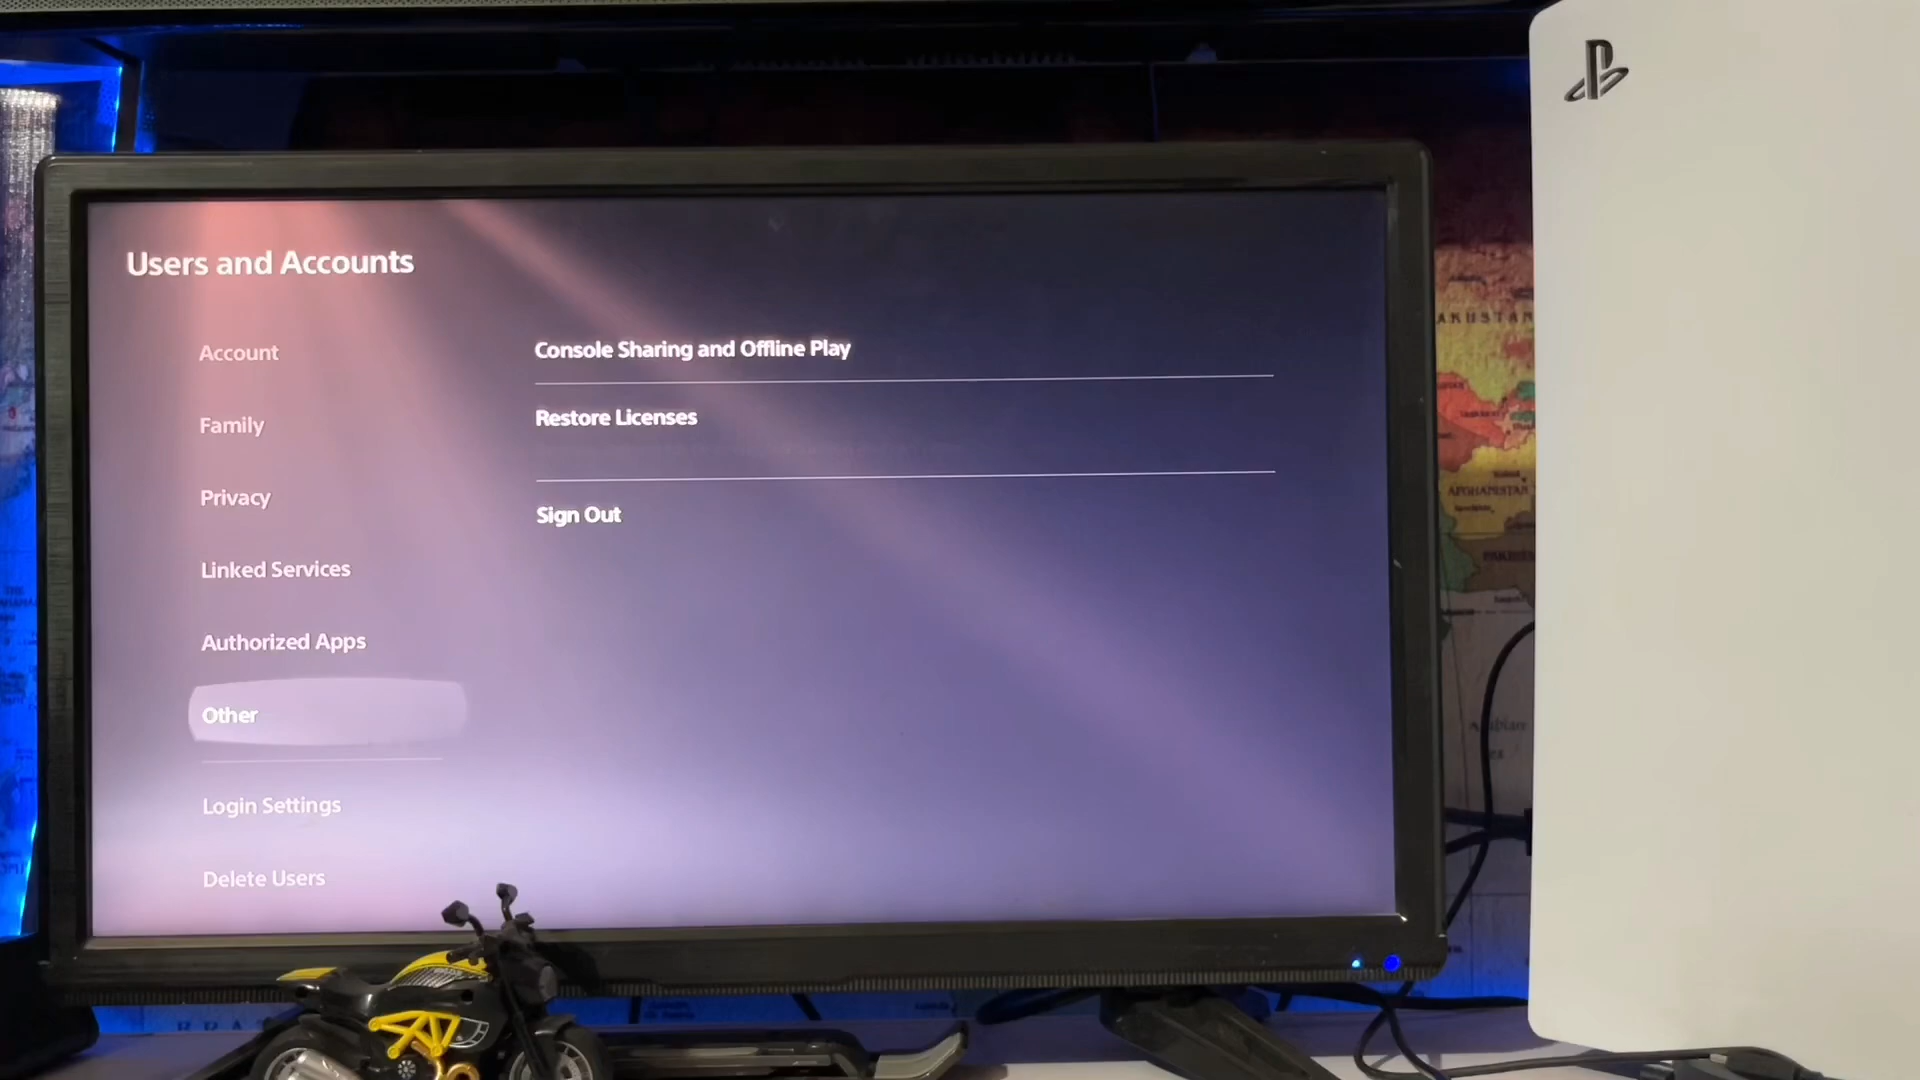 Users and Accounts
Account
Family
Privacy
Linked Services
Authorized Apps
Other
Login Settings
Delete Users
Console Sharing and Offline Play
Restore Licenses
Sign Out
AFGHANISTAN